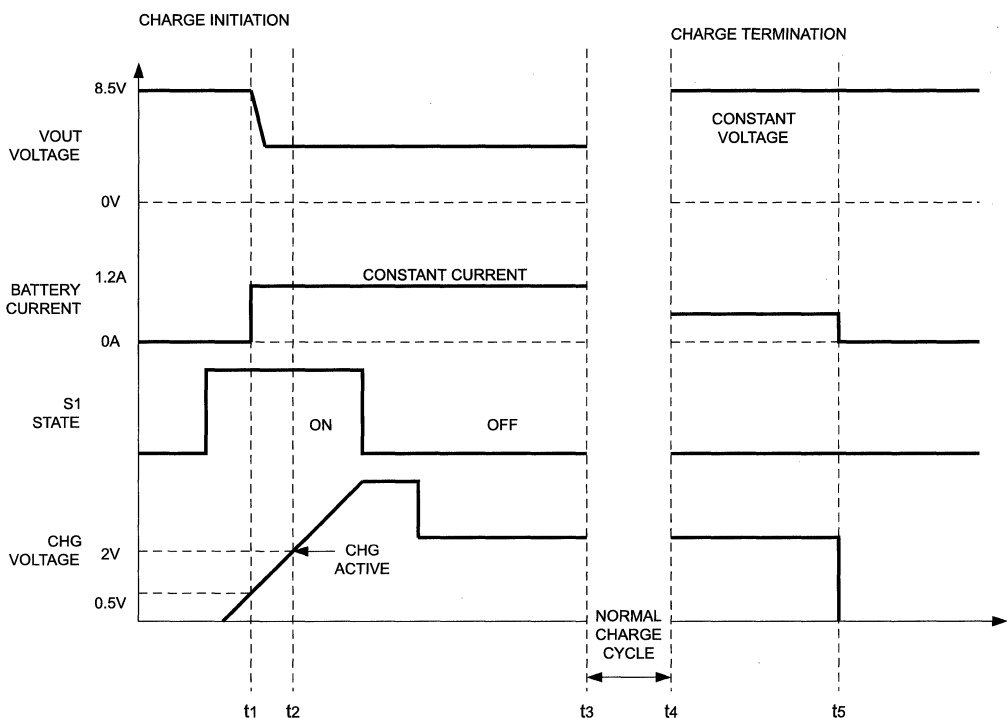 CHARGE INITIATION
CHARGE TERMINATION
8.5V
VOUT
VOLTAGE
CONSTANT
VOLTAGE
0V
1.2A
BATTERY
CURRENT
CONSTANT CURRENT
0A
S1
STATE
ON
OFF
CHG
VOLTAGE
2V
CHG
ACTIVE
0.5V
NORMAL
CHARGE
CYCLE
t1
t2
t3
t4
t5